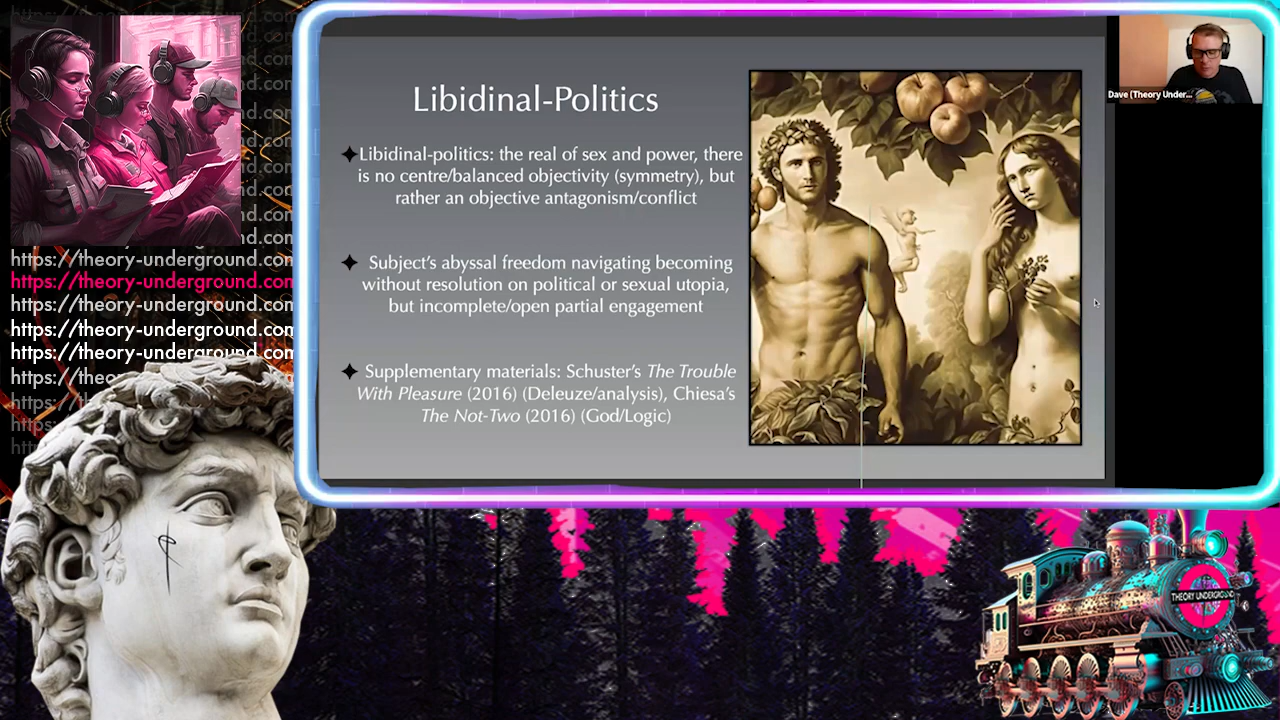 https://theory-underground.com
https://theory-underground.com
https://theory-underground.com
https://theory-underground.com
https://theory-underground.com
Libidinal-Politics
Libidinal-politics: the real of sex and power, there
is no centre/balanced objectivity (symmetry), but
rather an objective antagonism/conflict
Subject's abyssal freedom navigating becoming
without resolution on political or sexual utopia,
but incomplete/open partial engagement
Supplementary materials: Schuster's The Trouble
With Pleasure (2016) (Deleuze/analysis), Chiesa's
The Not-Two (2016) (God/Logic)
Dave (Theory Under...
THEORY UNDERGROUND